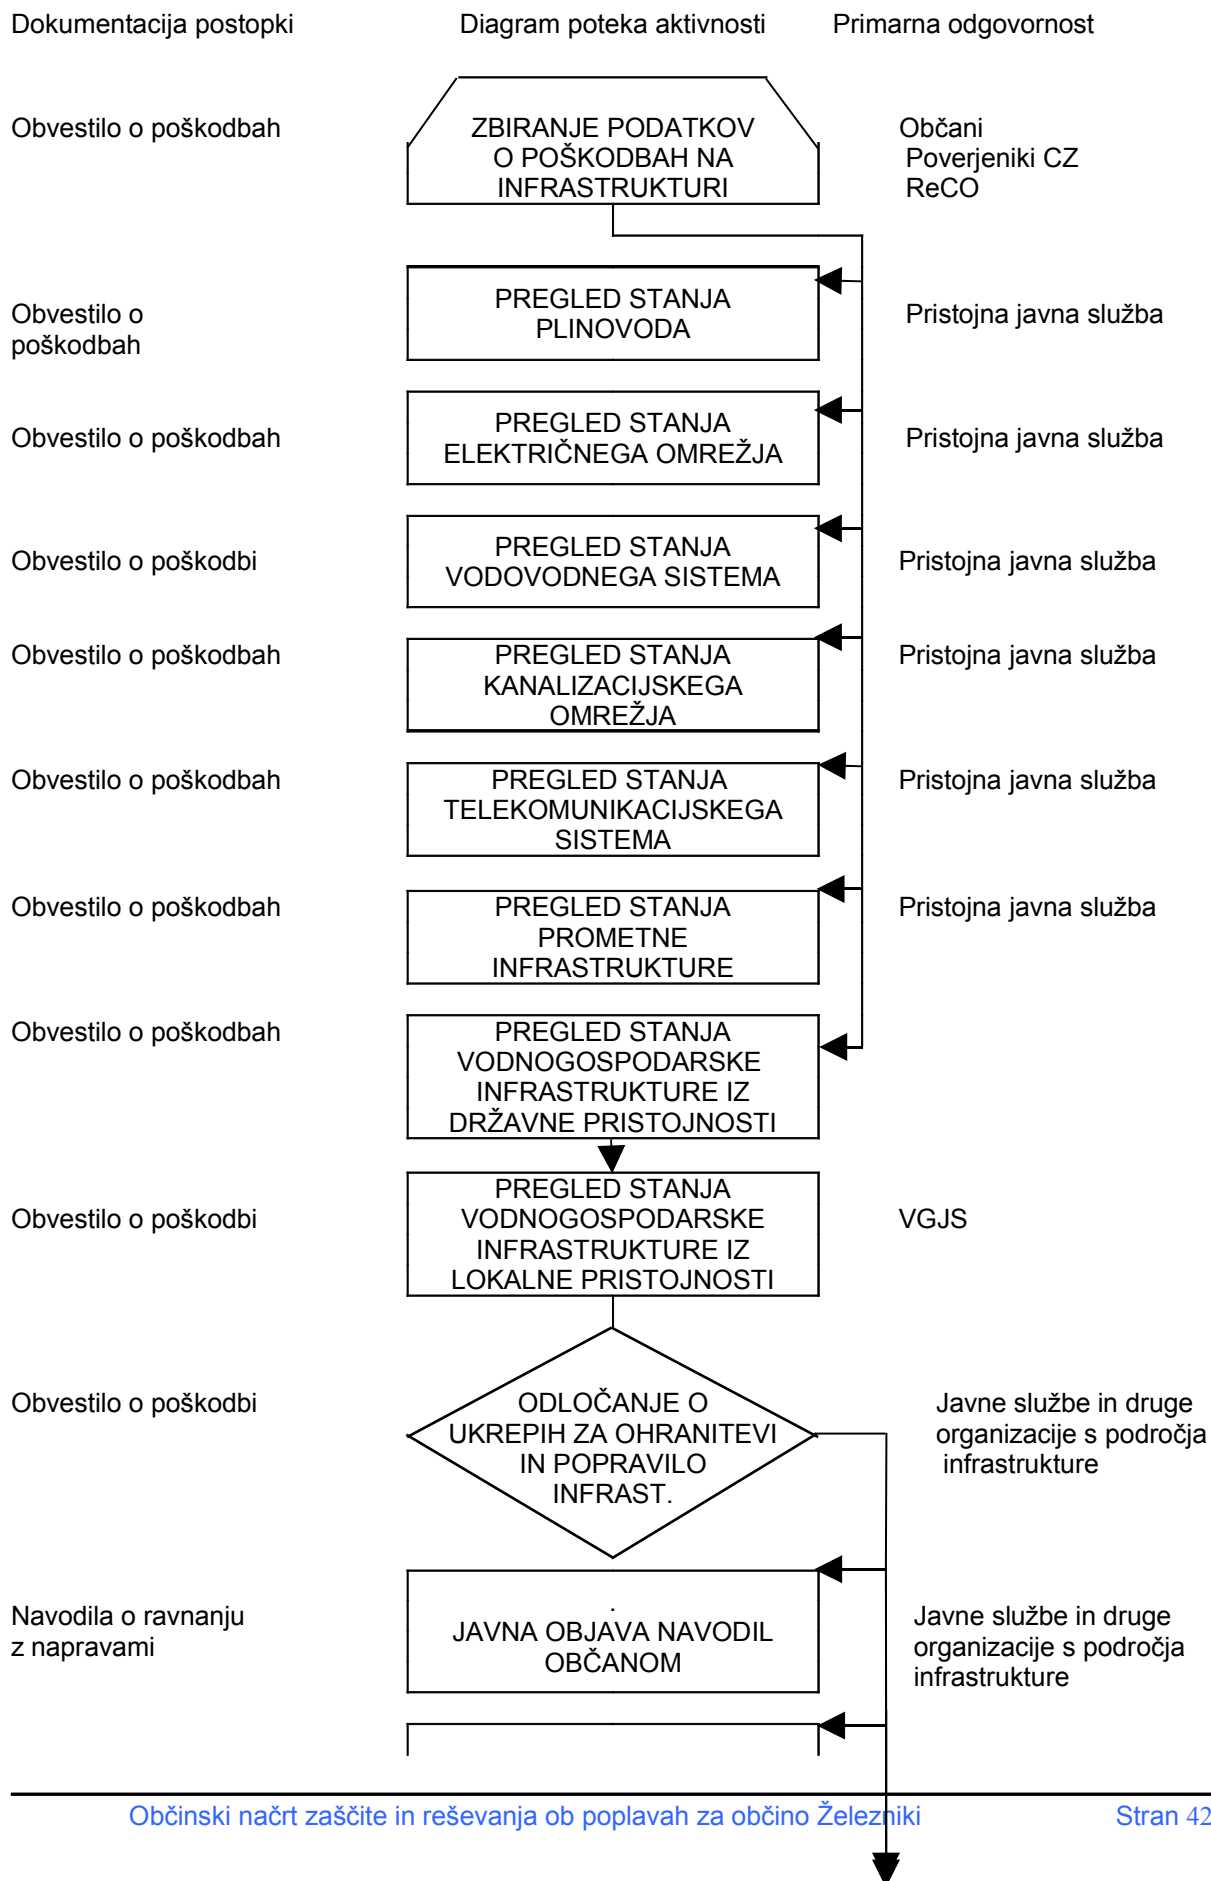 Dokumentacija postopki Diagram poteka aktivnosti Primarna odgovornost
Obvestilo o poškodbah
ZBIRANJE PODATKOV
O POŠKODBAH NA
INFRASTRUKTURI
Občani
Poverjeniki CZ
ReCO
Obvestilo o
poškodbah
PREGLED STANJA
PLINOVODA
Pristojna javna služba
Obvestilo o poškodbah
PREGLED STANJA
ELEKTRIČNEGA OMREŽJA
Pristojna javna služba
Obvestilo o poškodbi
PREGLED STANJA
VODOVODNEGA SISTEMA
Pristojna javna služba
Obvestilo o poškodbah
PREGLED STANJA
KANALIZACIJSKEGA
OMREŽJA
Pristojna javna služba
Obvestilo o poškodbah
PREGLED STANJA
TELEKOMUNIKACIJSKEGA
SISTEMA
Pristojna javna služba
Obvestilo o poškodbah
PREGLED STANJA
PROMETNE
INFRASTRUKTURE
Pristojna javna služba
Obvestilo o poškodbah
PREGLED STANJA
VODNOGOSPODARSKE
INFRASTRUKTURE IZ
DRŽAVNE PRISTOJNOSTI
Obvestilo o poškodbi
PREGLED STANJA
VODNOGOSPODARSKE
INFRASTRUKTURE IZ
LOKALNE PRISTOJNOSTI
VGJS
Obvestilo o poškodbi
ODLOČANJE O
UKREPIH ZA OHRANITEVI
IN POPRAVILO
INFRAST.
Javne službe in druge
organizacije s področja
infrastrukture
Navodila o ravnanju
z napravami
.
JAVNA OBJAVA NAVODIL
OBČANOM
Javne službe in druge
organizacije s področja
infrastrukture
Občinski načrt zaščite in reševanja ob poplavah za občino Železniki Stran 42